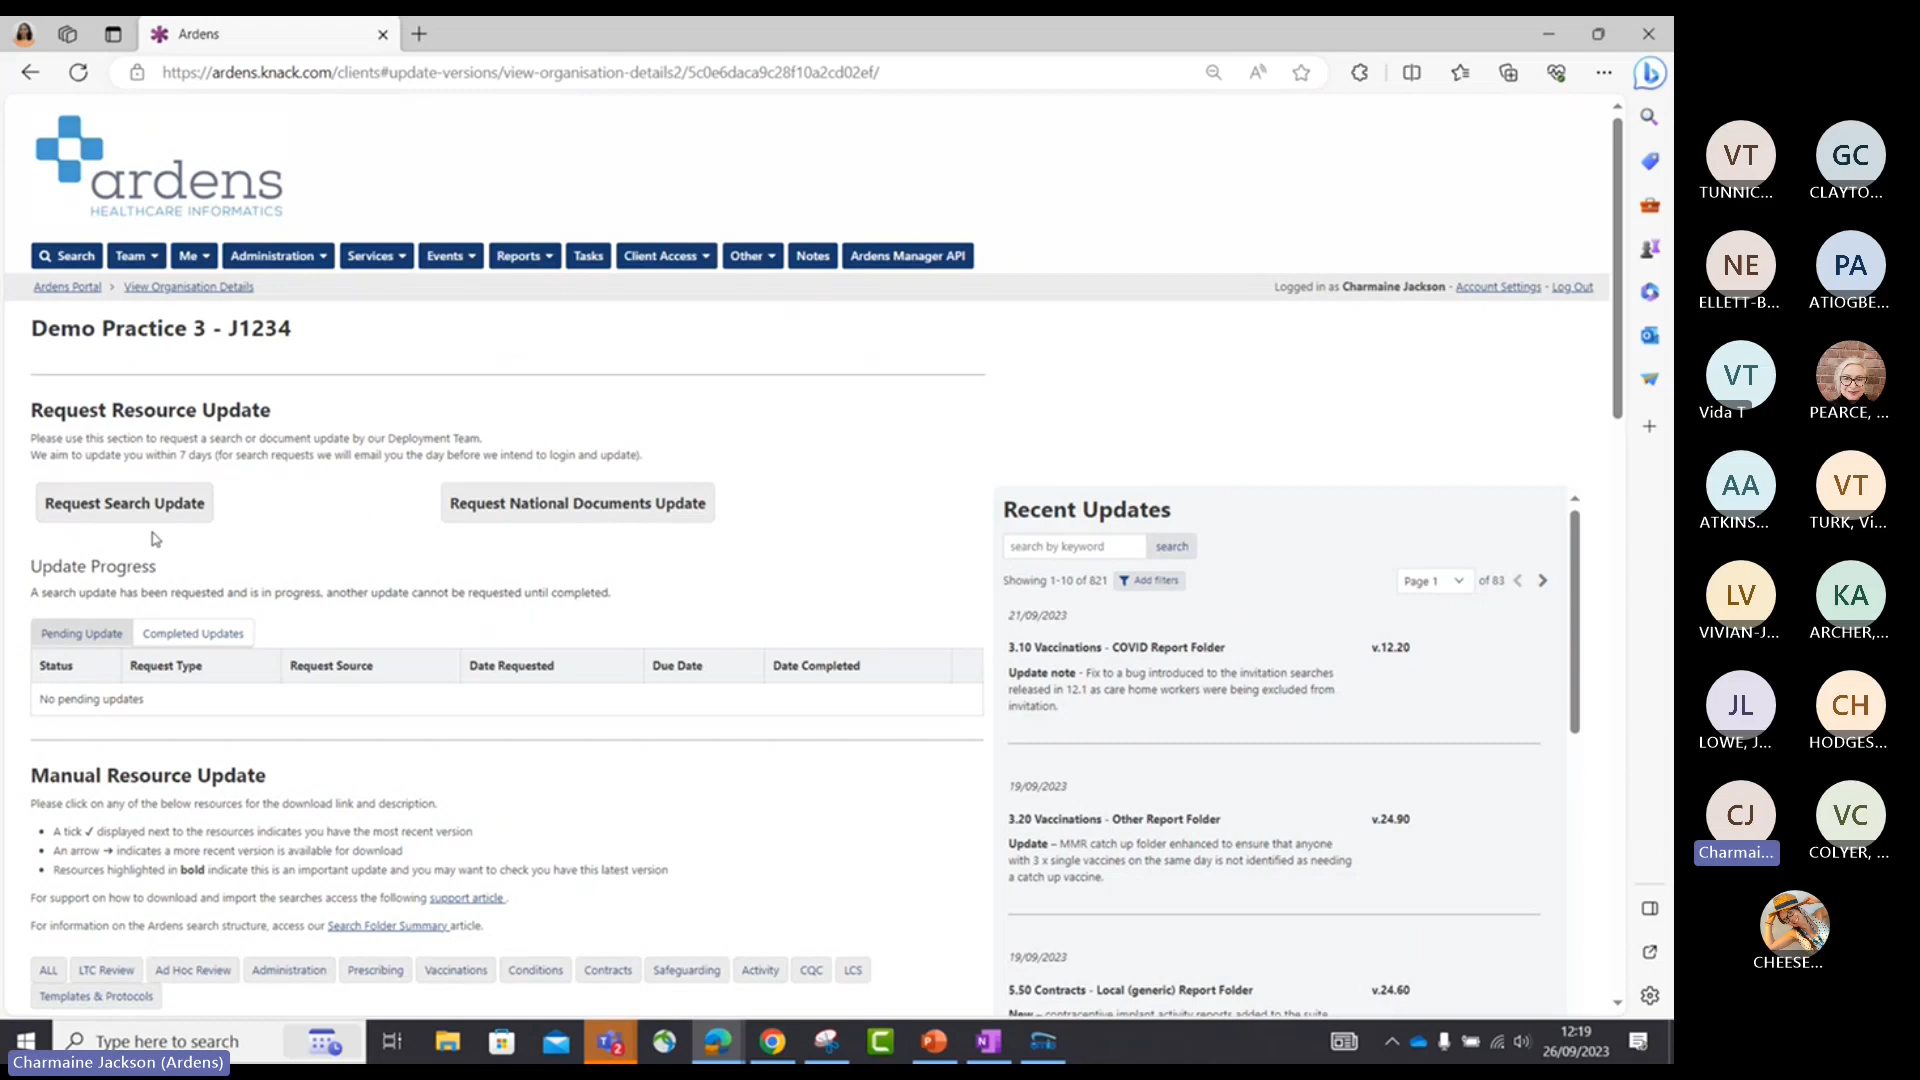 Ardens
https://ardens.knack.com/clients#update-versions/view-organisation-details2/5c0e6daca9c28f10a2cd02ef/
ardens
HEALTHCARE INFORMATICS
Search Team Me Administration Services Events Reports Tasks Client Access Other Notes Ardens Manager API
Ardens Portal > View Organisation Details
Logged in as Charmaine Jackson - Account Settings - Log Out
Demo Practice 3 - J1234
Request Resource Update
Please use this section to request a search or document update by our Deployment Team.
We aim to update you within 7 days (for search requests we will email you the day before we intend to login and update).
Request Search Update
Request National Documents Update
Update Progress
A search update has been requested and is in progress, another update cannot be requested until completed.
Pending Update Completed Updates
Status Request Type Request Source Date Requested Due Date Date Completed
No pending updates
Manual Resource Update
Please click on any of the below resources for the download link and description.
• A tick ✓ displayed next to the resources indicates you have the most recent version
• An arrow ➔ indicates a more recent version is available for download
• Resources highlighted in bold indicate this is an important update and you may want to check you have this latest version
For support on how to download and import the searches access the following support article .
For information on the Ardens search structure, access our Search Folder Summary article.
ALL LTC Review Ad Hoc Review Administration Prescribing Vaccinations Conditions Contracts Safeguarding Activity CQC LCS
Templates & Protocols
Recent Updates
search by keyword search
Showing 1-10 of 821 Add filters
Page 1 of 83
21/09/2023
3.10 Vaccinations - COVID Report Folder v.12.20
Update note - Fix to a bug introduced to the invitation searches
released in 12.1 as care home workers were being excluded from
invitation.
19/09/2023
3.20 Vaccinations - Other Report Folder v.24.90
Update – MMR catch up folder enhanced to ensure that anyone
with 3 x single vaccines on the same day is not identified as needing
a catch up vaccine.
19/09/2023
5.50 Contracts - Local (generic) Report Folder v.24.60
New – contraceptive implant activity reports added to the suite
Type here to search
12:19
26/09/2023
Charmaine Jackson (Ardens)
VT GC
TUNNIC... CLAYTO...
NE PA
ELLETT-B... ATIOGBE...
VT
Vida T PEARCE, ...
AA VT
ATKINS... TURK, Vi...
LV KA
VIVIAN-J... ARCHER,...
JL CH
LOWE, J... HODGES...
CJ VC
Charmai... COLYER, ...
CHEESE...